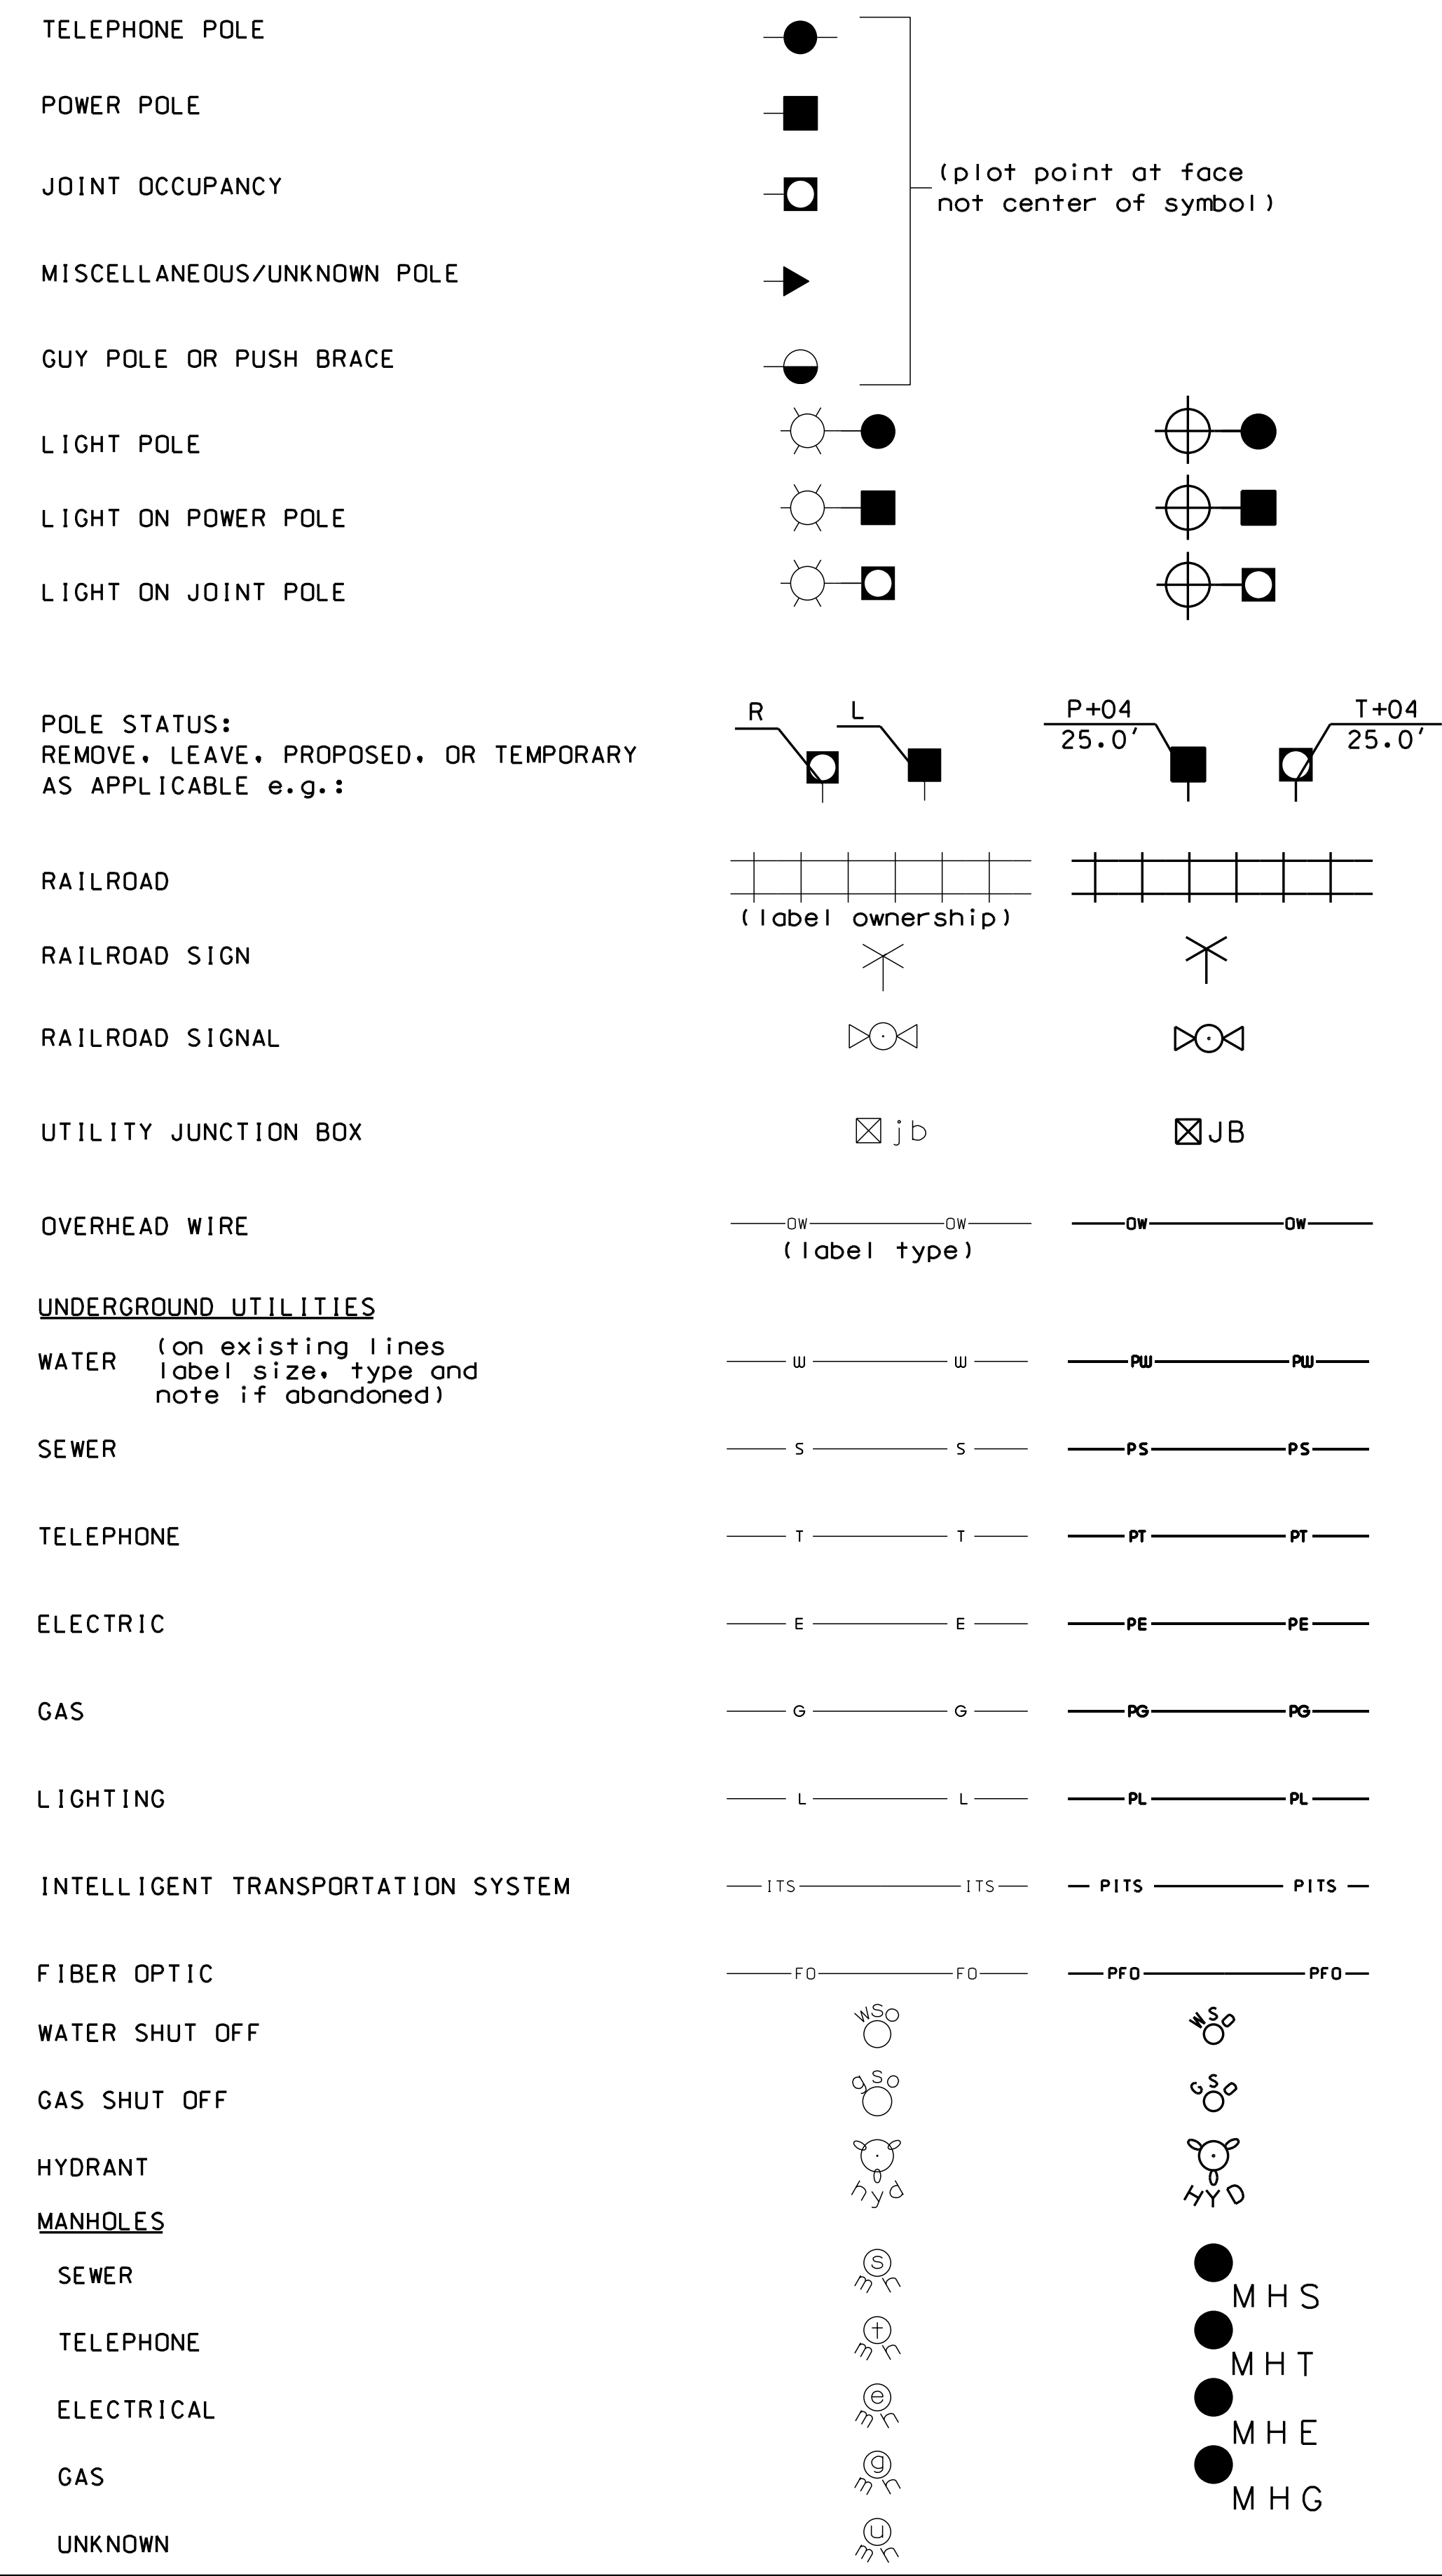 TELEPHONE POLE
POWER POLE
JOINT OCCUPANCY
(plot point at face
not center of symbol)
MISCELLANEOUS/UNKNOWN POLE
GUY POLE OR PUSH BRACE
LIGHT POLE
LIGHT ON POWER POLE
LIGHT ON JOINT POLE
POLE STATUS:
REMOVE, LEAVE, PROPOSED, OR TEMPORARY
AS APPLICABLE e.g.:
R L P+04 T+04
25.0' 25.0'
RAILROAD
(label ownership)
RAILROAD SIGN
RAILROAD SIGNAL
UTILITY JUNCTION BOX jb JB
OVERHEAD WIRE OW OW OW OW
(label type)
UNDERGROUND UTILITIES
WATER (on existing lines
label size, type and
note if abandoned)
W W PW PW
SEWER S S PS PS
TELEPHONE T T PT PT
ELECTRIC E E PE PE
GAS G G PG PG
LIGHTING L L PL PL
INTELLIGENT TRANSPORTATION SYSTEM ITS ITS PITS PITS
FIBER OPTIC FO FO PFO PFO
WATER SHUT OFF WSO WSO
GAS SHUT OFF gso GSO
HYDRANT hyd HYD
MANHOLES
SEWER s mh MHS
TELEPHONE t mh MHT
ELECTRICAL e mh MHE
GAS g mh MHG
UNKNOWN u mh